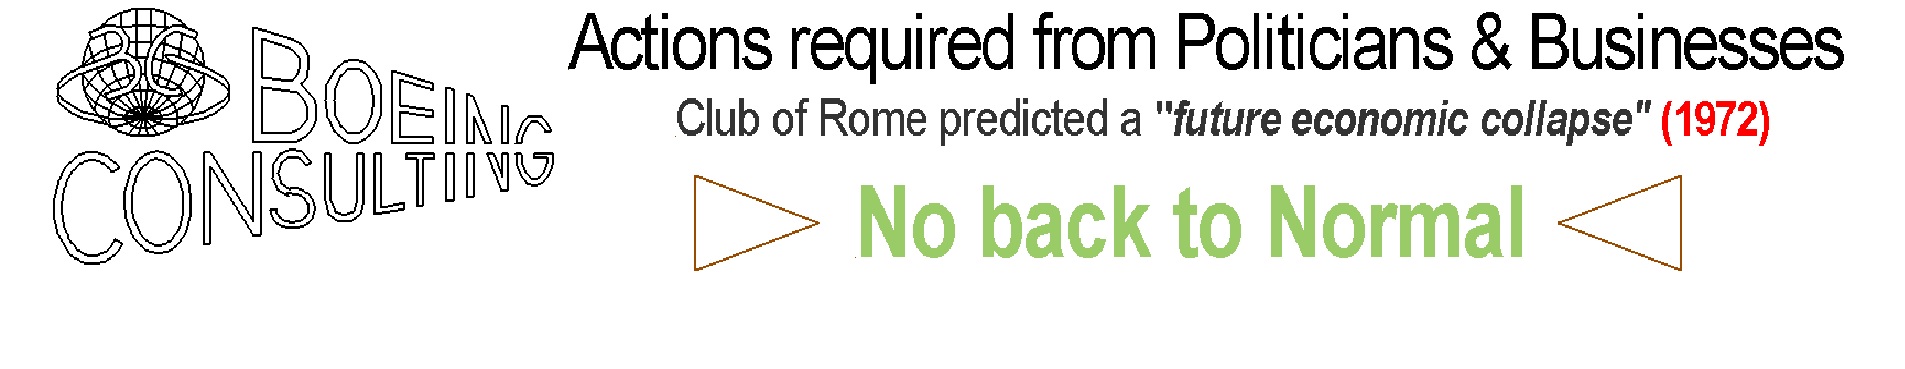 BG
BOEING
CONSULTING
Actions required from Politicians & Businesses
Club of Rome predicted a "future economic collapse" (1972)
No back to Normal